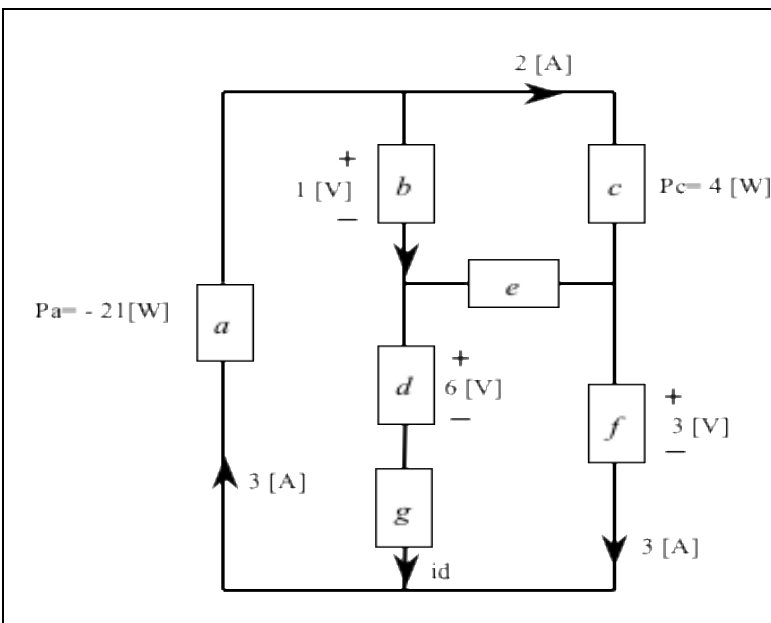 2 [A]
+
1 [V]
−
b
c
Pc= 4 [W]
e
Pa= - 21[W]
a
+
d
6 [V]
−
+
f
3 [V]
−
3 [A]
g
3 [A]
id